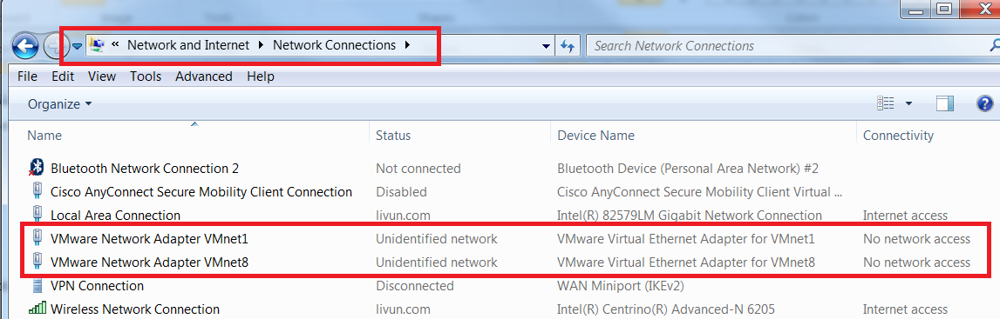 « Network and Internet ▸ Network Connections ▸ Search Network Connections
File Edit View Tools Advanced Help
Organize
Name Status Device Name Connectivity
Bluetooth Network Connection 2 Not connected Bluetooth Device (Personal Area Network) #2
Cisco AnyConnect Secure Mobility Client Connection Disabled Cisco AnyConnect Secure Mobility Client Virtual ...
Local Area Connection livun.com Intel(R) 82579LM Gigabit Network Connection Internet access
VMware Network Adapter VMnet1 Unidentified network VMware Virtual Ethernet Adapter for VMnet1 No network access
VMware Network Adapter VMnet8 Unidentified network VMware Virtual Ethernet Adapter for VMnet8 No network access
VPN Connection Disconnected WAN Miniport (IKEv2)
Wireless Network Connection livun.com Intel(R) Centrino(R) Advanced-N 6205 Internet access